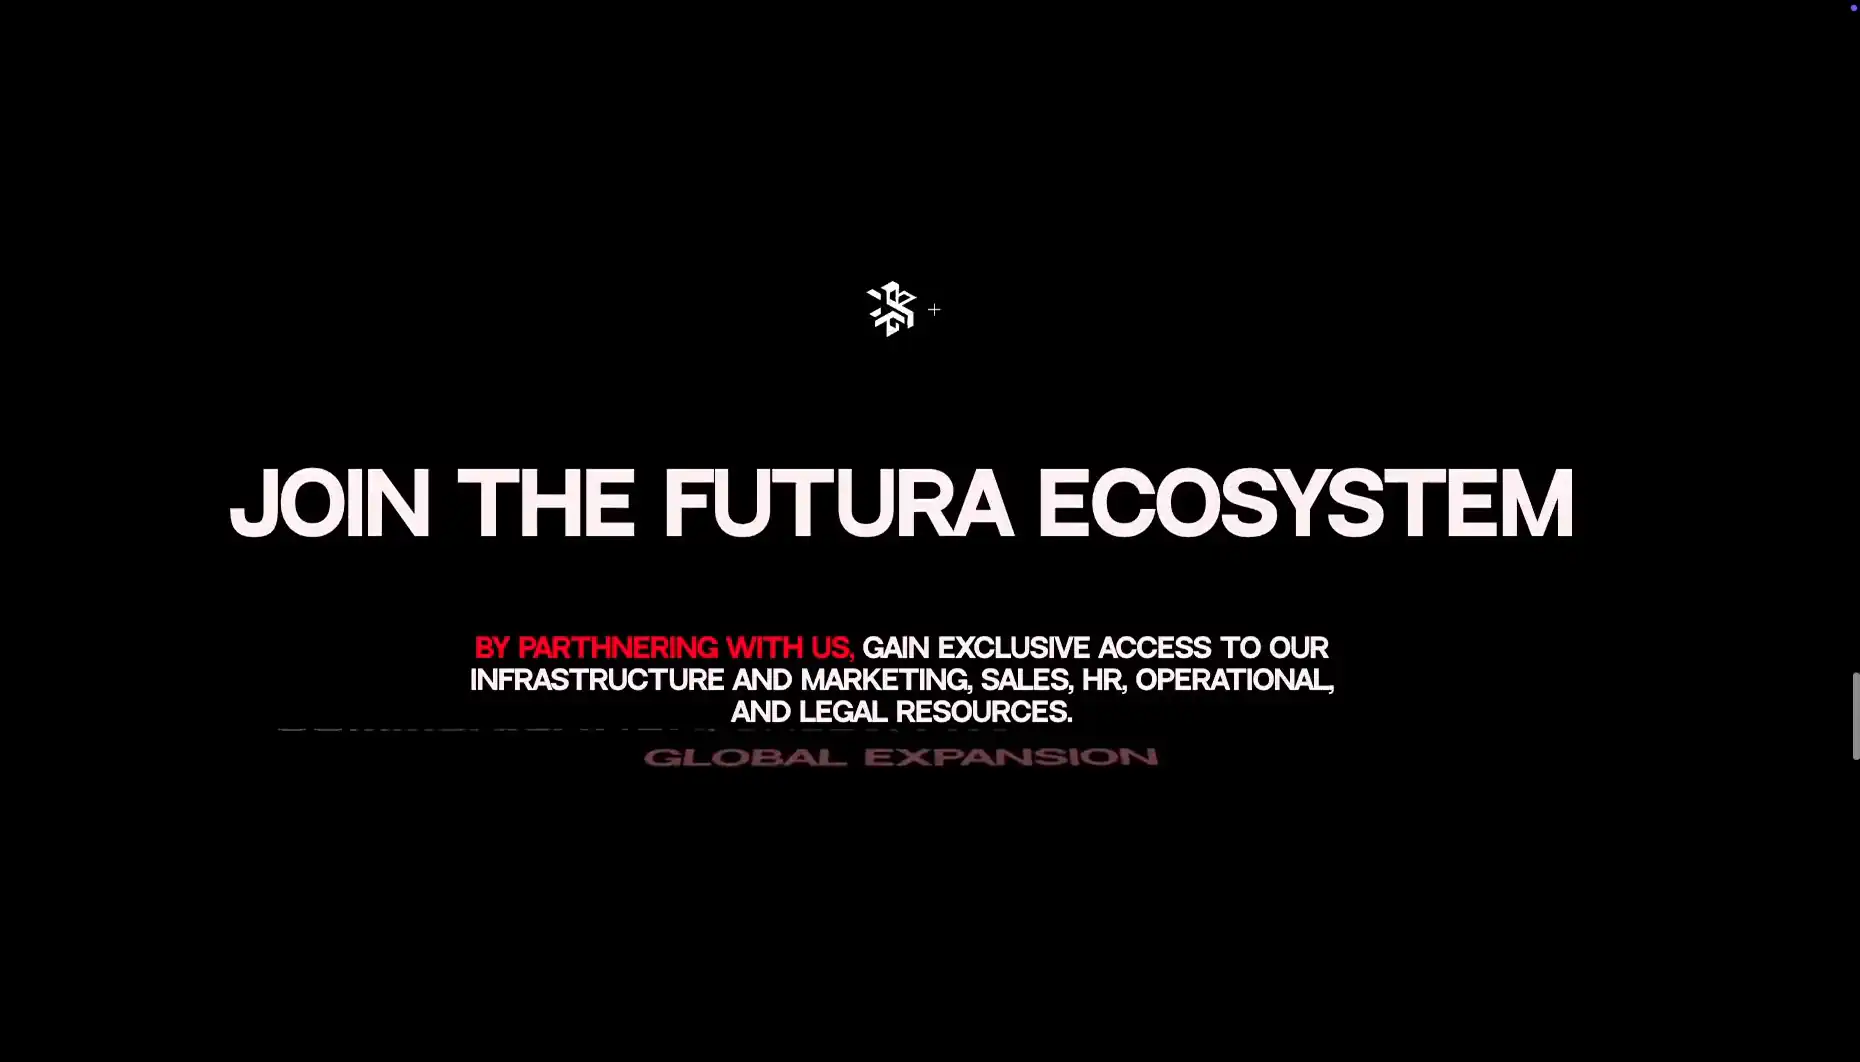 JOIN THE FUTURA ECOSYSTEM
BY PARTHNERING WITH US, GAIN EXCLUSIVE ACCESS TO OUR
INFRASTRUCTURE AND MARKETING, SALES, HR, OPERATIONAL,
AND LEGAL RESOURCES.
GLOBAL EXPANSION